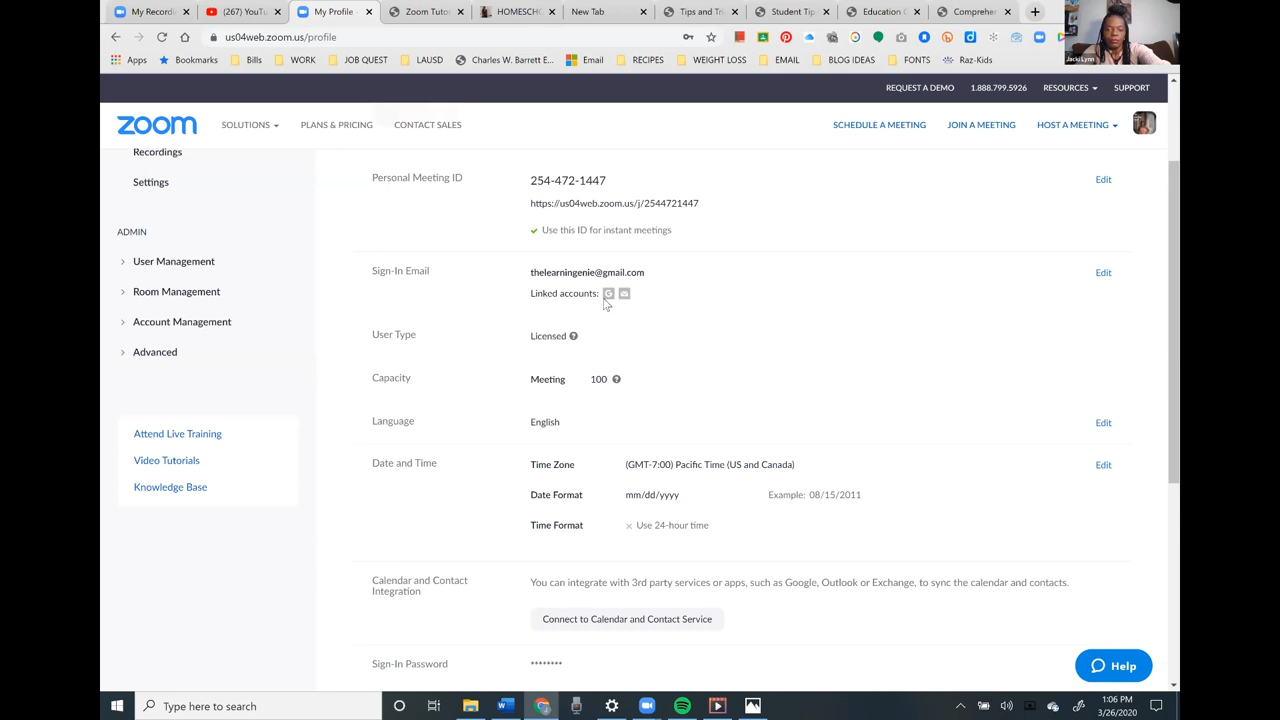 My Recordi
(267) YouTu
My Profile -
Zoom Tutor
"HOMESCHO
New Tab
Tips and Tri
Student Tips
Education G
Comprehen
us04web.zoom.us/profile
Apps
Bookmarks
Bills
WORK
JOB QUEST
LAUSD
Charles W. Barrett E...
Email
RECIPES
WEIGHT LOSS
EMAIL
BLOG IDEAS
FONTS
Raz-Kids
Jacki Lynn
REQUEST A DEMO
1.888.799.5926
RESOURCES
SUPPORT
zoom
SOLUTIONS
PLANS & PRICING
CONTACT SALES
SCHEDULE A MEETING
JOIN A MEETING
HOST A MEETING
Recordings
Settings
ADMIN
User Management
Room Management
Account Management
Advanced
Attend Live Training
Video Tutorials
Knowledge Base
Personal Meeting ID
254-472-1447
Edit
https://us04web.zoom.us/j/2544721447
Use this ID for instant meetings
Sign-In Email
thelearningenie@gmail.com
Edit
Linked accounts:
User Type
Licensed
Capacity
Meeting 100
Language
English
Edit
Date and Time
Time Zone
(GMT-7:00) Pacific Time (US and Canada)
Edit
Date Format
mm/dd/yyyy
Example: 08/15/2011
Time Format
Use 24-hour time
Calendar and Contact
Integration
You can integrate with 3rd party services or apps, such as Google, Outlook or Exchange, to sync the calendar and contacts.
Connect to Calendar and Contact Service
Sign-In Password
********
Help
Type here to search
1:06 PM
3/26/2020